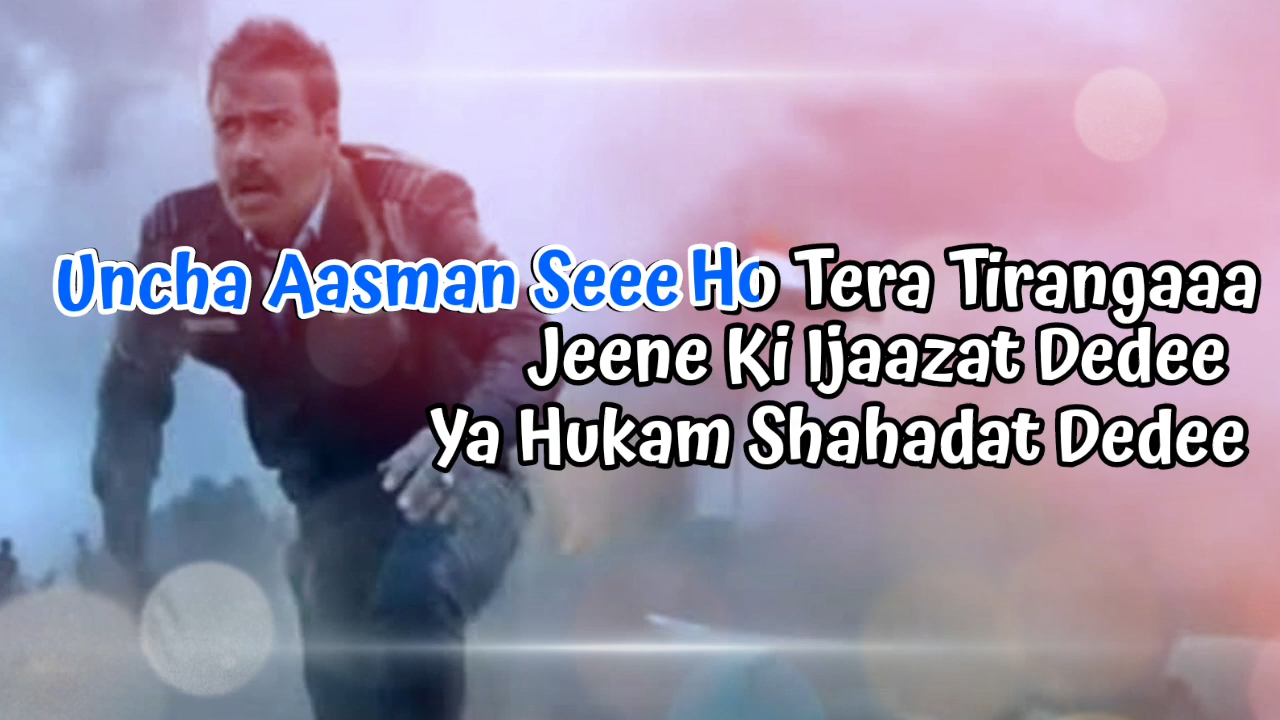 Uncha Aasman Seee Ho Tera Tirangaaa
Jeene Ki Ijaazat Dedee
Ya Hukam Shahadat Dedee